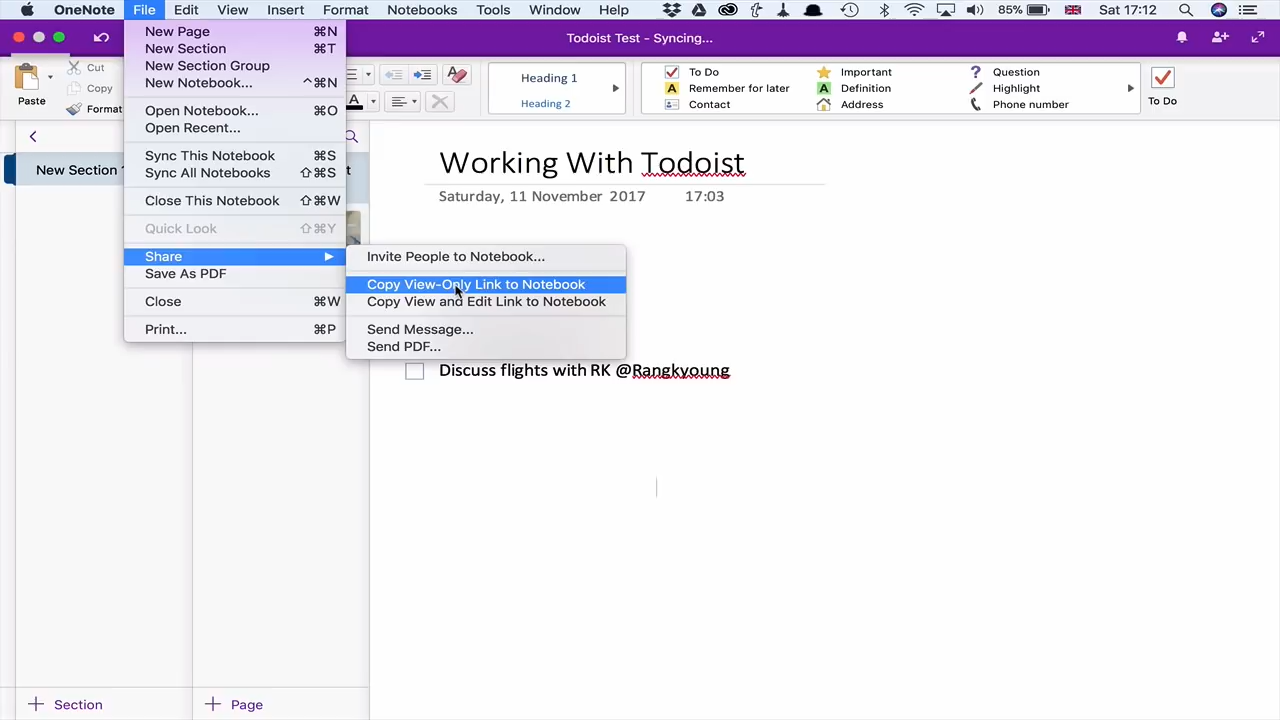 OneNote File Edit View Insert Format Notebooks Tools Window Help 85% Sat 17:12
Todoist Test - Syncing...
New Page ⌘N
New Section ⌘T
New Section Group
New Notebook... ^⌘N
Open Notebook... ⌘O
Open Recent...
Sync This Notebook ⌘S
Sync All Notebooks ⇧⌘S
Close This Notebook ⇧⌘W
Quick Look ⇧⌘Y
Share
Save As PDF
Close ⌘W
Print... ⌘P
Invite People to Notebook...
Copy View-Only Link to Notebook
Copy View and Edit Link to Notebook
Send Message...
Send PDF...
Paste
Cut
Copy
Format
A
Heading 1
Heading 2
To Do
Remember for later
Contact
Important
Definition
Address
Question
Highlight
Phone number
To Do
New Section
Working With Todoist
Saturday, 11 November 2017 17:03
Discuss flights with RK @Rangkyoung
Section
Page